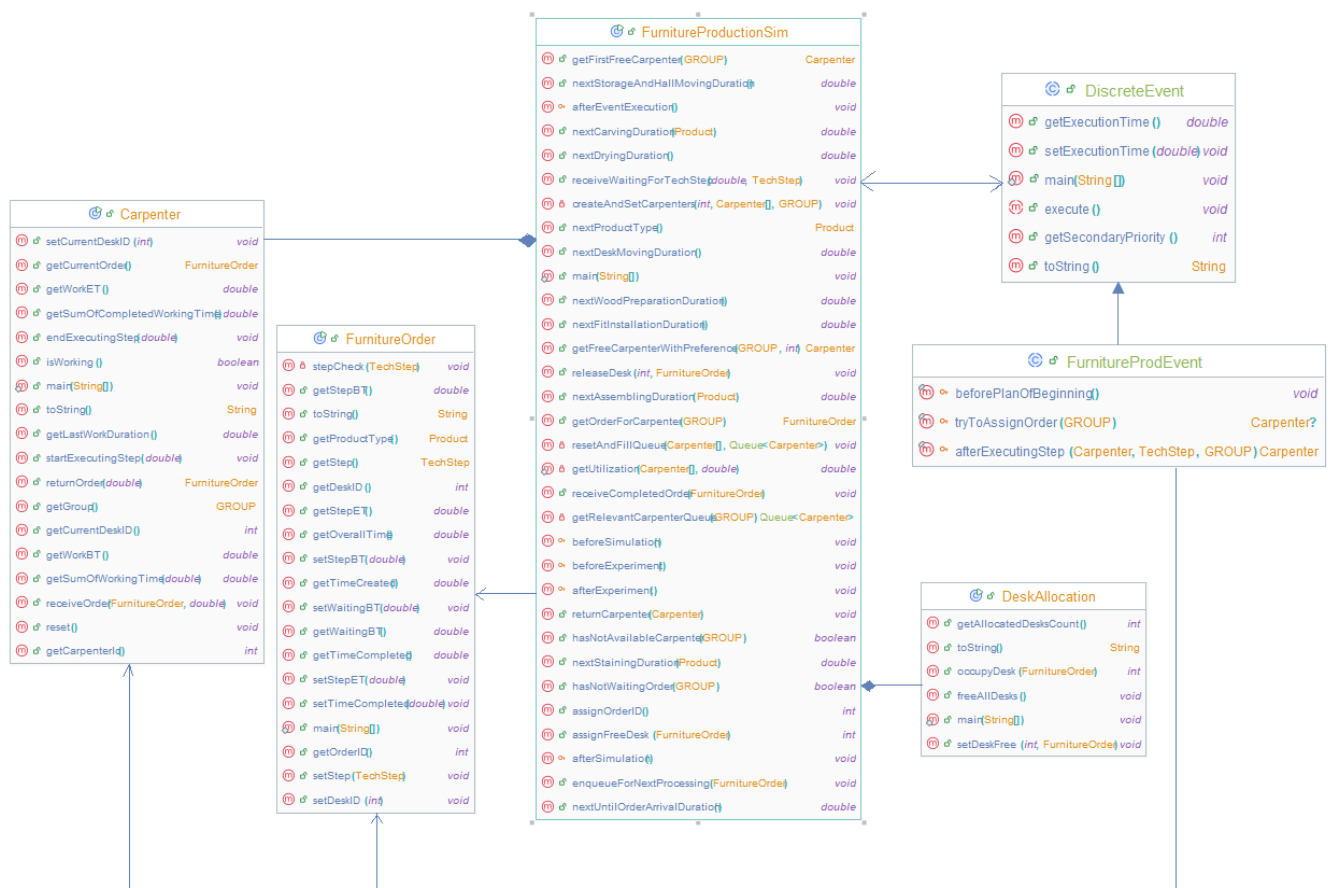 FurnitureProductionSim
getFirstFreeCarpenter(GROUP) Carpenter
nextStorageAndHallMovingDuration() double
afterEventExecution() void
nextCarvingDuration(Product) double
nextDryingDuration() double
receiveWaitingForTechStep(double, TechStep) void
createAndSetCarpenters(int, Carpenter[], GROUP) void
nextProductType() Product
nextDeskMovingDuration() double
main(String[]) void
nextWoodPreparationDuration() double
nextFitInstallationDuration() double
getFreeCarpenterWithPreference(GROUP, int) Carpenter
releaseDesk(int, FurnitureOrder) void
nextAssemblingDuration(Product) double
getOrderForCarpenter(GROUP) FurnitureOrder
resetAndFillQueue(Carpenter[], Queue<Carpenter>) void
getUtilization(Carpenter[], double) double
receiveCompletedOrder(FurnitureOrder) void
getRelevantCarpenterQueue(GROUP) Queue<Carpenter>
beforeSimulation() void
beforeExperiment() void
afterExperiment() void
returnCarpenter(Carpenter) void
hasNotAvailableCarpenter(GROUP) boolean
nextStainingDuration(Product) double
hasNotWaitingOrder(GROUP) boolean
assignOrderID() int
assignFreeDesk (FurnitureOrder) int
afterSimulation() void
enqueueForNextProcessing(FurnitureOrder) void
nextUntilOrderArrivalDuration() double
DiscreteEvent
getExecutionTime () double
setExecutionTime (double) void
main(String[]) void
execute () void
getSecondaryPriority () int
toString () String
Carpenter
setCurrentDeskID (int) void
getCurrentOrder() FurnitureOrder
getWorkET() double
getSumOfCompletedWorkingTime() double
endExecutingStep(double) void
isWorking () boolean
main(String[]) void
toString() String
getLastWorkDuration () double
startExecutingStep(double) void
returnOrder(double) FurnitureOrder
getGroup() GROUP
getCurrentDeskID() int
getWorkBT() double
getSumOfWorkingTime(double) double
receiveOrder(FurnitureOrder, double) void
reset() void
getCarpenterId() int
FurnitureOrder
stepCheck (TechStep) void
getStepBT() double
toString() String
getProductType() Product
getStep() TechStep
getDeskID () int
getStepET() double
getOverallTime() double
setStepBT(double) void
getTimeCreated() double
setWaitingBT(double) void
getWaitingBT() double
getTimeCompleted() double
setStepET(double) void
setTimeCompleted(double) void
main(String[]) void
getOrderID() int
setStep(TechStep) void
setDeskID (int) void
FurnitureProdEvent
beforePlanOfBeginning() void
tryToAssignOrder (GROUP) Carpenter?
afterExecutingStep (Carpenter, TechStep, GROUP) Carpenter
DeskAllocation
getAllocatedDesksCount() int
toString() String
occupyDesk (FurnitureOrder) int
freeAllDesks () void
main(String[]) void
setDeskFree (int, FurnitureOrder) void